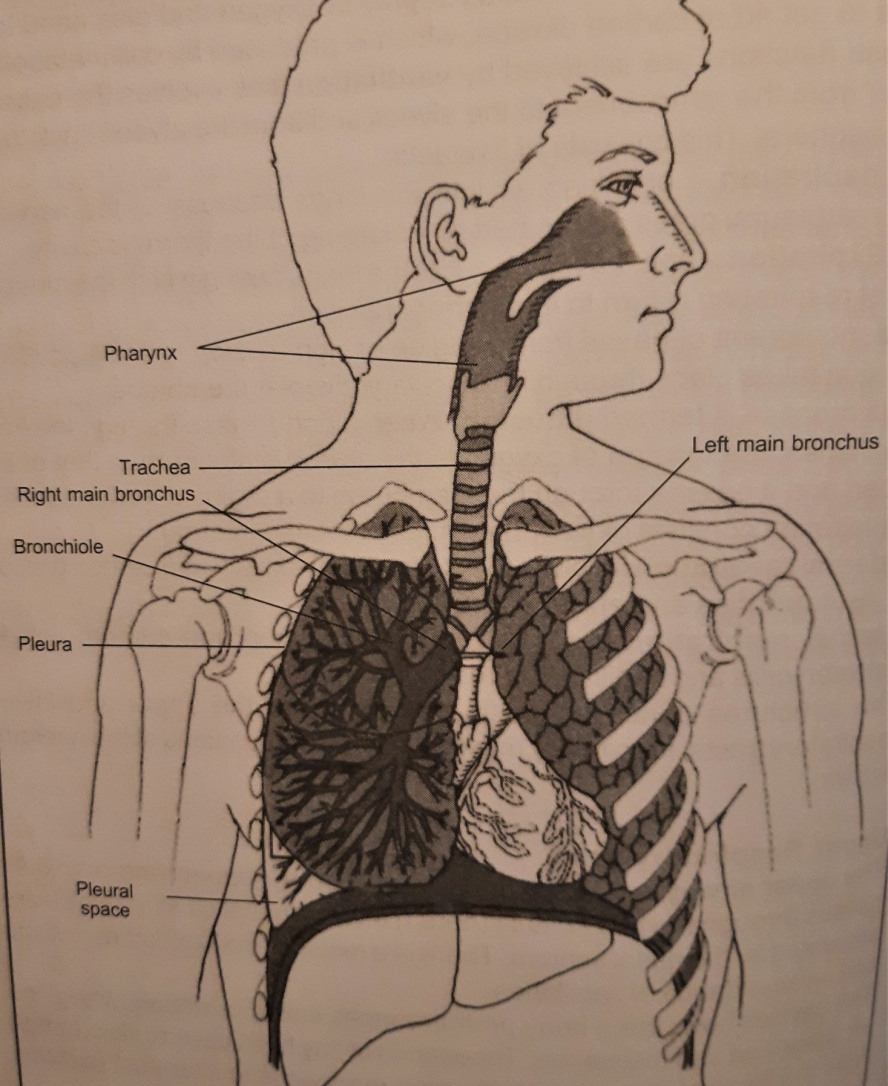 Pharynx
Left main bronchus
Trachea
Right main bronchus
Bronchiole
Pleura
Pleural
space